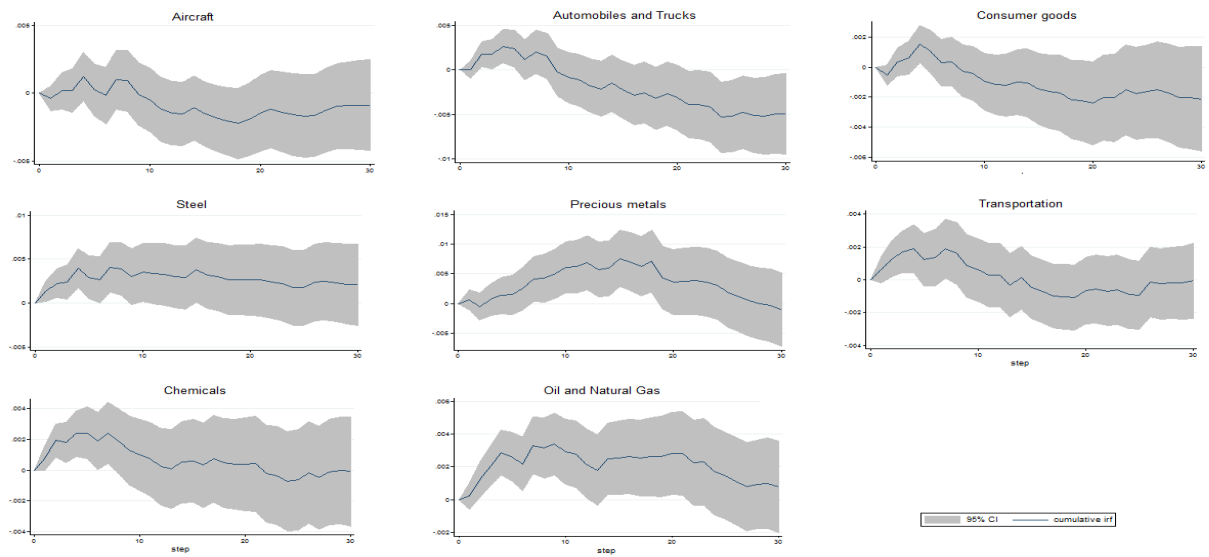 Aircraft
.005
0
-.005
0 10 20 30
Automobiles and Trucks
.005
0
-.005
-.01
0 10 20 30
Consumer goods
.002
0
-.002
-.004
-.006
0 10 20 30
Steel
.01
.005
0
-.005
0 10 20 30
Precious metals
.015
.01
.005
0
-.005
0 10 20 30
Transportation
.004
.002
0
-.002
-.004
0 10 20 30
step
Chemicals
.004
.002
0
-.002
-.004
0 10 20 30
step
Oil and Natural Gas
.006
.004
.002
0
-.002
0 10 20 30
step
95% CI cumulative irf